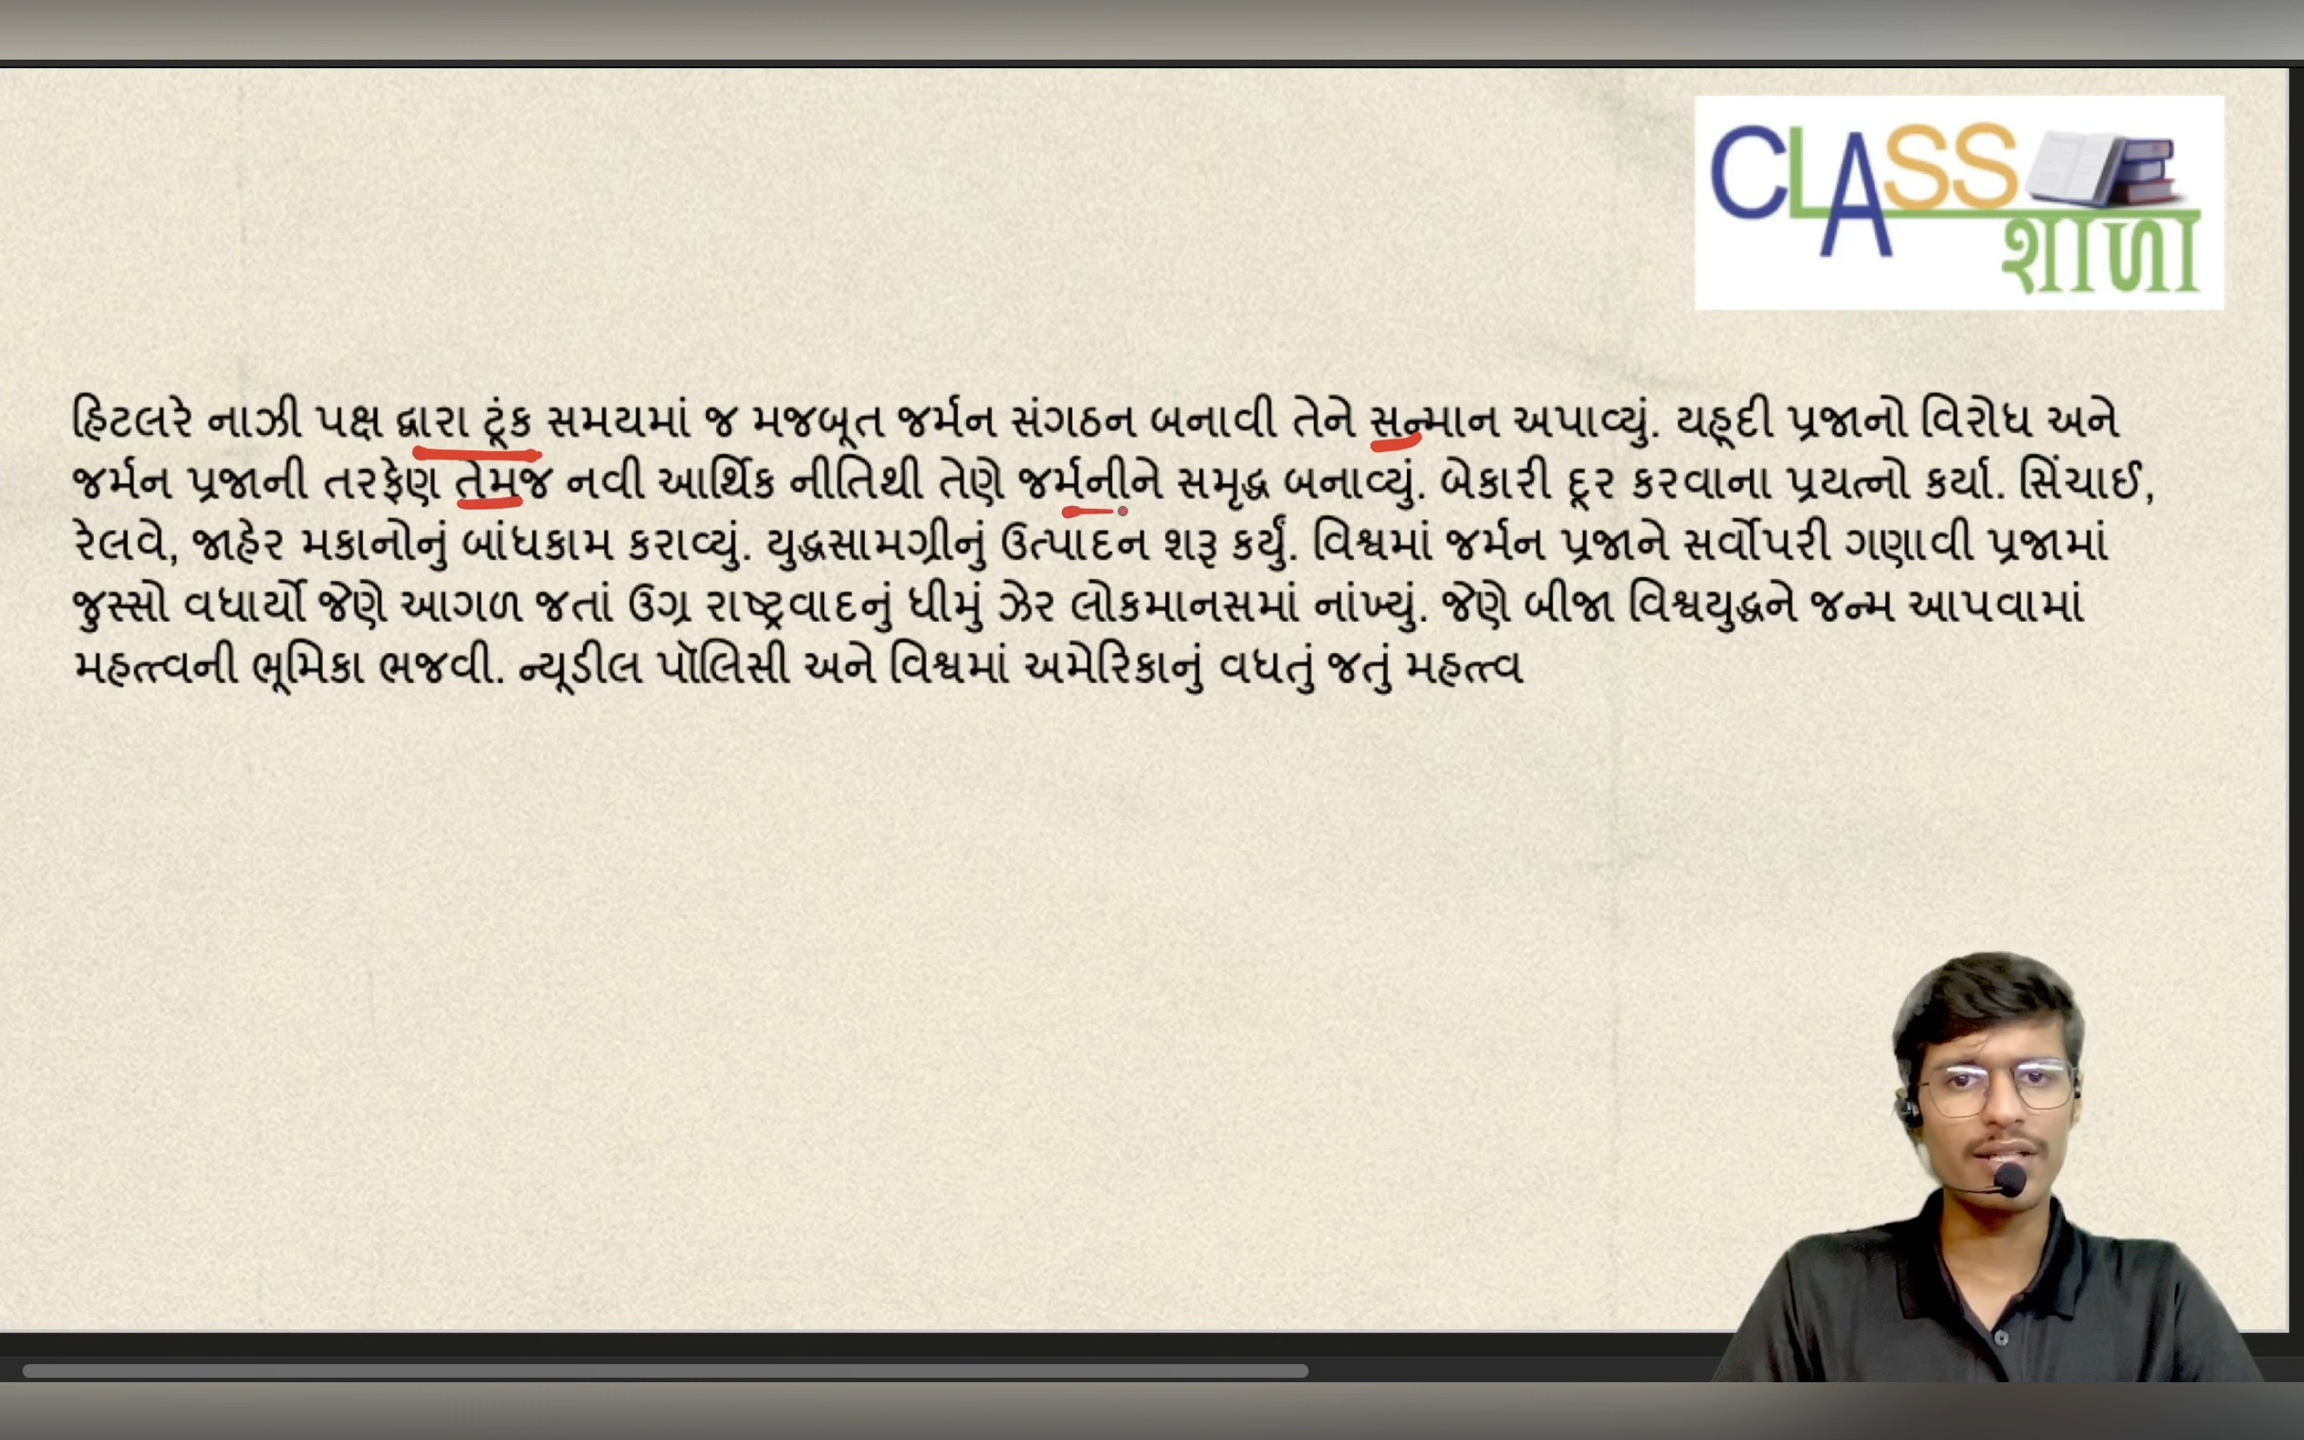 CLASS
શાળા
હિટલરે નાઝી પક્ષ દ્વારા ટૂંક સમયમાં જ મજબૂત જર્મન સંગઠન બનાવી તેને સન્માન અપાવ્યું. યહૂદી પ્રજાનો વિરોધ અને
જર્મન પ્રજાની તરફેણ તેમજ નવી આર્થિક નીતિથી તેણે જર્મનીને સમૃદ્ધ બનાવ્યું. બેકારી દૂર કરવાના પ્રયત્નો કર્યા. સિંચાઈ,
રેલવે, જાહેર મકાનોનું બાંધકામ કરાવ્યું. યુદ્ધસામગ્રીનું ઉત્પાદન શરૂ કર્યું. વિશ્વમાં જર્મન પ્રજાને સર્વોપરી ગણાવી પ્રજામાં
જુસ્સો વધાર્યો જેણે આગળ જતાં ઉગ્ર રાષ્ટ્રવાદનું ધીમું ઝેર લોકમાનસમાં નાંખ્યું. જેણે બીજા વિશ્વયુદ્ધને જન્મ આપવામાં
મહત્ત્વની ભૂમિકા ભજવી. ન્યૂડીલ પૉલિસી અને વિશ્વમાં અમેરિકાનું વધતું જતું મહત્ત્વ